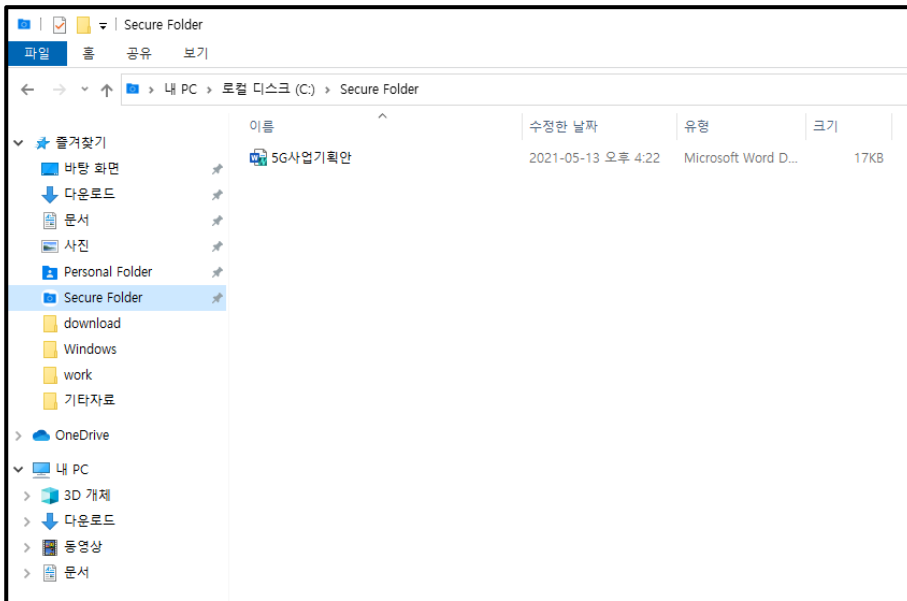 Secure Folder
파일 홈 공유 보기
내 PC > 로컬 디스크 (C:) > Secure Folder
이름 수정한 날짜 유형 크기
5G사업기획안 2021-05-13 오후 4:22 Microsoft Word D... 17KB
즐겨찾기
바탕 화면
다운로드
문서
사진
Personal Folder
Secure Folder
download
Windows
work
기타자료
OneDrive
내 PC
3D 개체
다운로드
동영상
문서